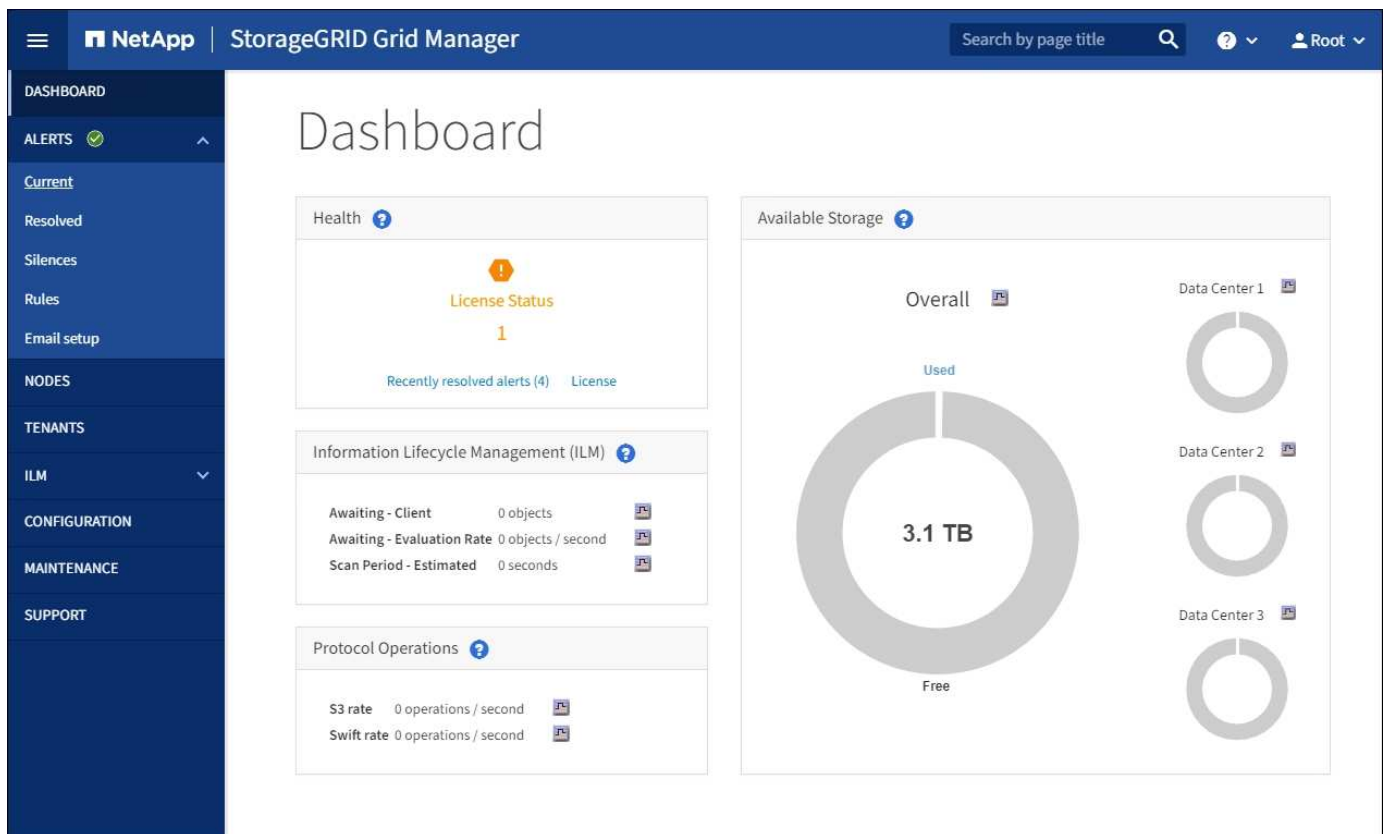 NetApp | StorageGRID Grid Manager
Search by page title
Root
DASHBOARD
ALERTS
Current
Resolved
Silences
Rules
Email setup
NODES
TENANTS
ILM
CONFIGURATION
MAINTENANCE
SUPPORT
Dashboard
Health
License Status
1
Recently resolved alerts (4) License
Information Lifecycle Management (ILM)
Awaiting - Client 0 objects
Awaiting - Evaluation Rate 0 objects / second
Scan Period - Estimated 0 seconds
Protocol Operations
S3 rate 0 operations / second
Swift rate 0 operations / second
Available Storage
Overall
Used
3.1 TB
Free
Data Center 1
Data Center 2
Data Center 3